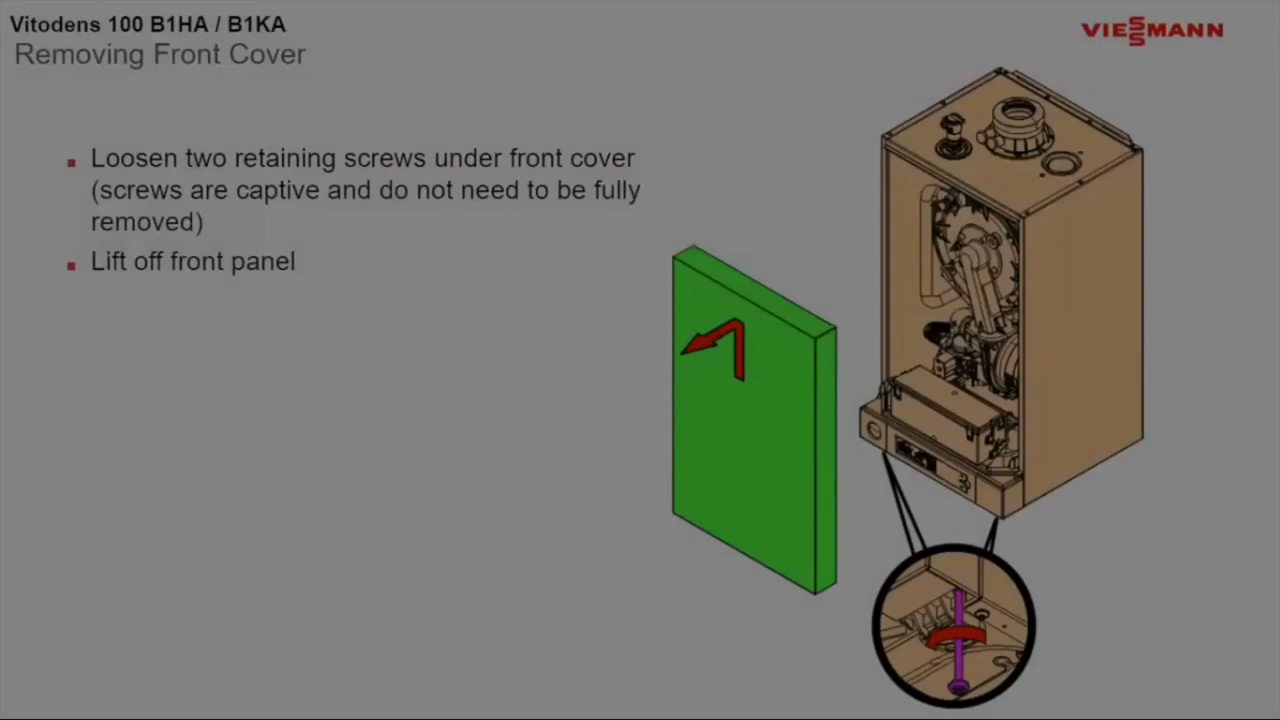 Vitodens 100 B1HA / B1KA
VIESSMANN
Removing Front Cover
Loosen two retaining screws under front cover
(screws are captive and do not need to be fully
removed)
Lift off front panel